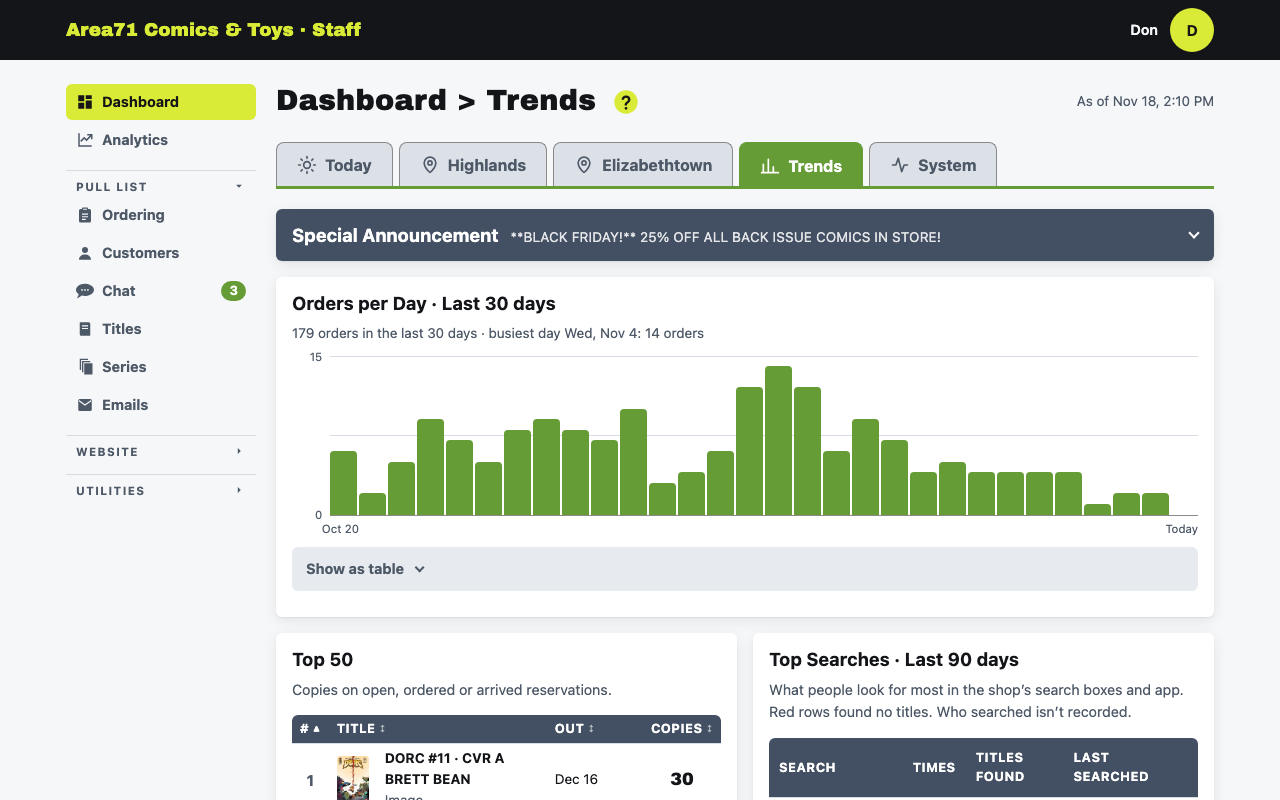 Area71 Comics & Toys · Staff
Don
D
Dashboard
Analytics
PULL LIST
Ordering
Customers
Chat
3
Titles
Series
Emails
WEBSITE
UTILITIES
Dashboard > Trends
?
As of Nov 18, 2:10 PM
Today
Highlands
Elizabethtown
Trends
System
Special Announcement **BLACK FRIDAY!** 25% OFF ALL BACK ISSUE COMICS IN STORE!
Orders per Day · Last 30 days
179 orders in the last 30 days · busiest day Wed, Nov 4: 14 orders
15
0
Oct 20
Today
Show as table
Top 50
Copies on open, ordered or arrived reservations.
# TITLE OUT COPIES
1
DORC #11 · CVR A
BRETT BEAN
Image
Dec 16
30
Top Searches · Last 90 days
What people look for most in the shop’s search boxes and app.
Red rows found no titles. Who searched isn’t recorded.
SEARCH
TIMES
TITLES
FOUND
LAST
SEARCHED